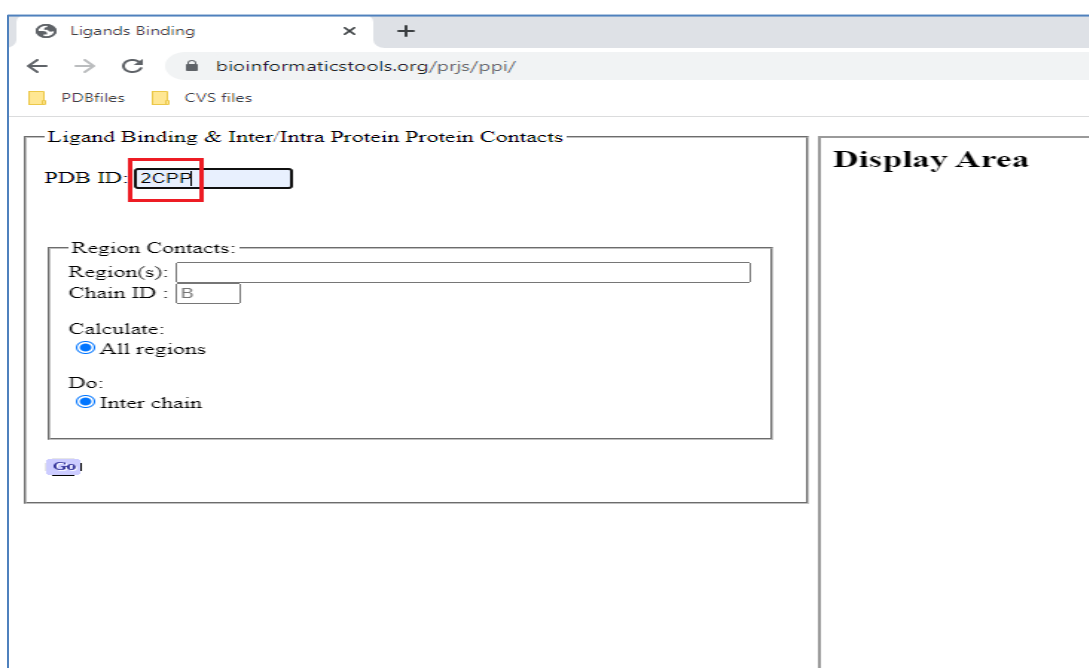 Ligands Binding
bioinformaticstools.org/prjs/ppi/
PDBfiles CVS files
Ligand Binding & Inter/Intra Protein Protein Contacts
PDB ID: 2CPP
Region Contacts:
Region(s):
Chain ID : B
Calculate:
All regions
Do:
Inter chain
Go
Display Area